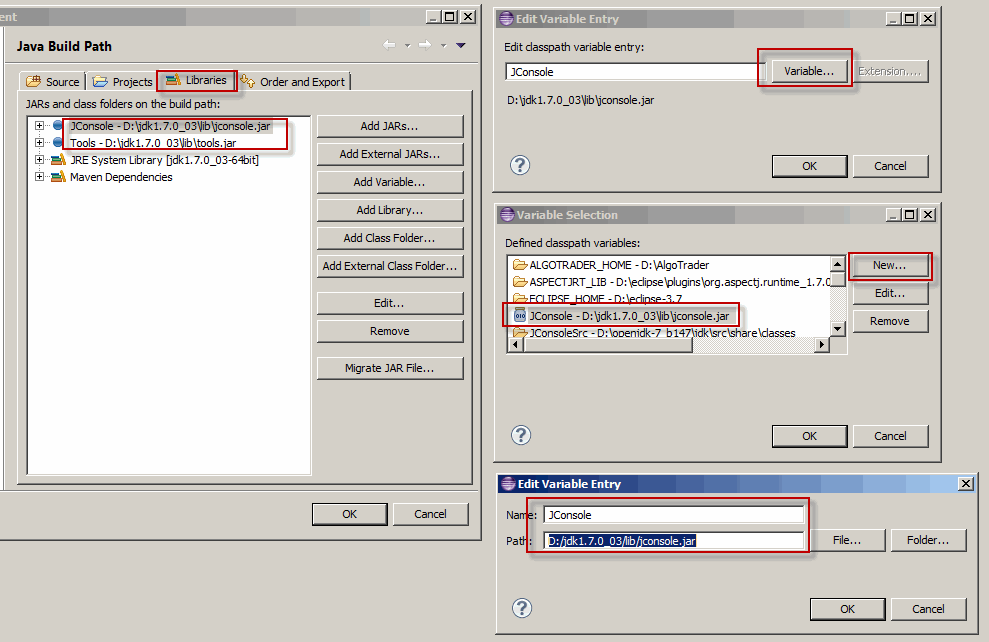 ent
Java Build Path
Source
Projects
Libraries
Order and Export
JARs and class folders on the build path:
JConsole - D:\jdk1.7.0_03\lib\jconsole.jar
Tools - D:\jdk1.7.0_03\lib\tools.jar
JRE System Library [jdk1.7.0_03-64bit]
Maven Dependencies
Add JARs...
Add External JARs...
Add Variable...
Add Library...
Add Class Folder...
Add External Class Folder...
Edit...
Remove
Migrate JAR File...
OK
Cancel
Edit Variable Entry
Edit classpath variable entry:
JConsole
Variable...
Extension....
D:\jdk1.7.0_03\lib\jconsole.jar
OK
Cancel
Variable Selection
Defined classpath variables:
ALGOTRADER_HOME - D:\AlgoTrader
ASPECTJRT_LIB - D:\eclipse\plugins\org.aspectj.runtime_1.7.0
ECLIPSE_HOME - D:\eclipse-3.7
JConsole - D:\jdk1.7.0_03\lib\jconsole.jar
JConsoleSrc - D:\openjdk-7_b147\jdk\src\share\classes
New...
Edit...
Remove
OK
Cancel
Edit Variable Entry
Name:
JConsole
Path:
D:/jdk1.7.0_03/lib/jconsole.jar
File...
Folder...
OK
Cancel